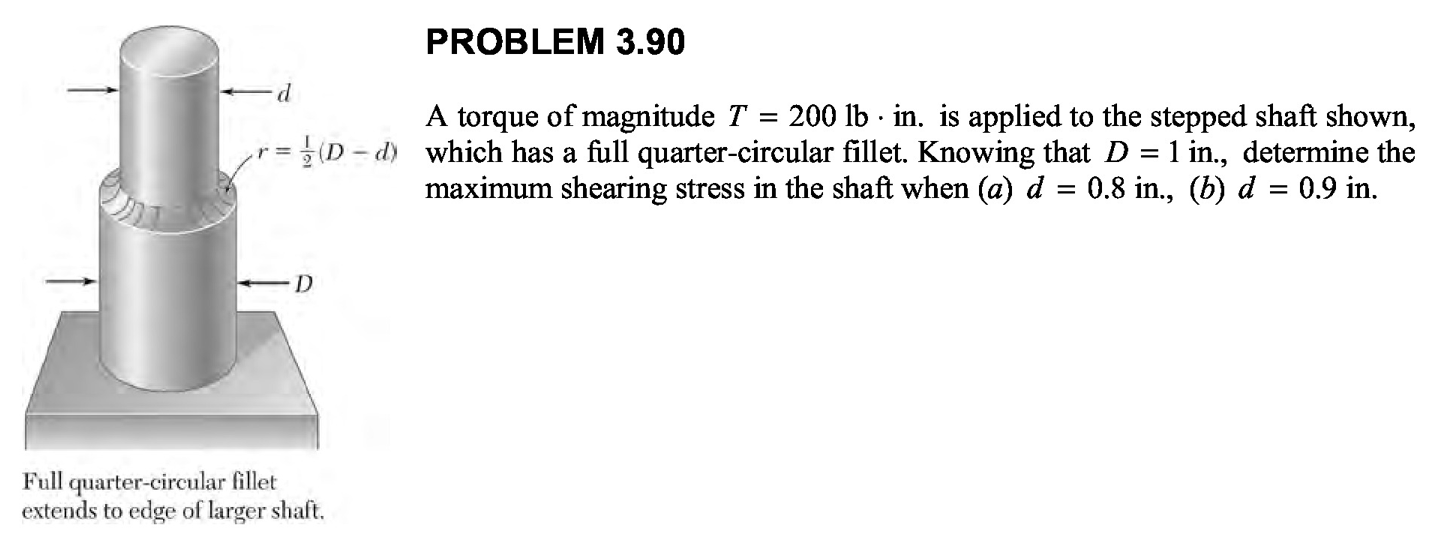 PROBLEM 3.90
d
r = ½(D − d)
A torque of magnitude T = 200 lb · in. is applied to the stepped shaft shown,
which has a full quarter-circular fillet. Knowing that D = 1 in., determine the
maximum shearing stress in the shaft when (a) d = 0.8 in., (b) d = 0.9 in.
D
Full quarter-circular fillet
extends to edge of larger shaft.